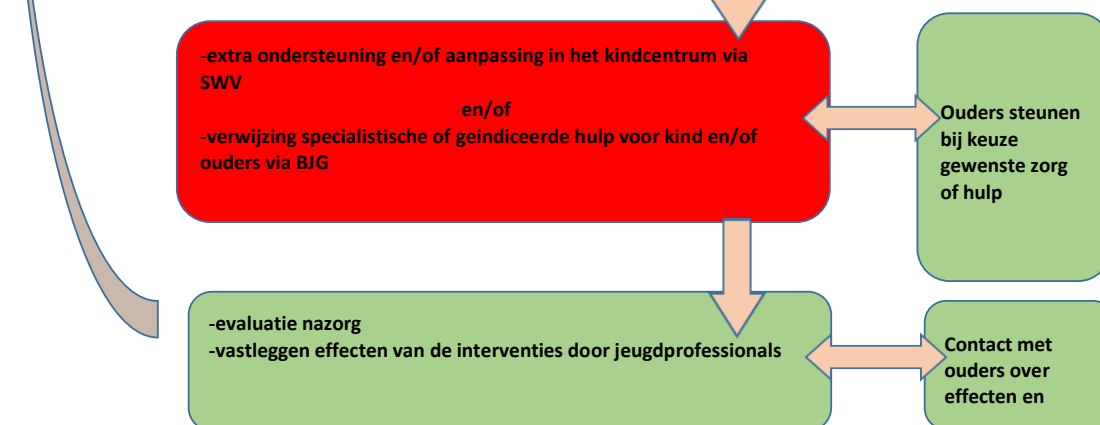 -extra ondersteuning en/of aanpassing in het kindcentrum via
SWV
en/of
-verwijzing specialistische of geindiceerde hulp voor kind en/of
ouders via BJG
Ouders steunen
bij keuze
gewenste zorg
of hulp
-evaluatie nazorg
-vastleggen effecten van de interventies door jeugdprofessionals
Contact met
ouders over
effecten en